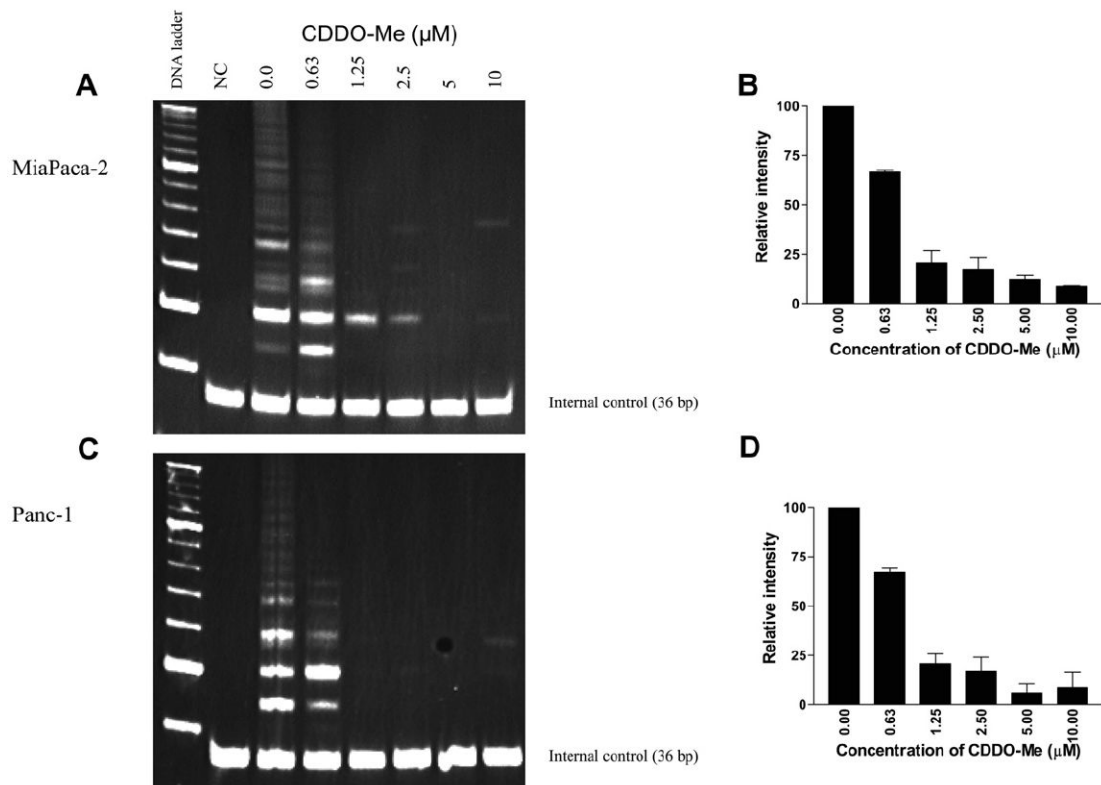 CDDO-Me (µM)
DNA ladder
NC
0.0
0.63
1.25
2.5
5
10
A
MiaPaca-2
Internal control (36 bp)
B
Relative intensity
100
75
50
25
0
0.00
0.63
1.25
2.50
5.00
10.00
Concentration of CDDO-Me (µM)
C
Panc-1
Internal control (36 bp)
D
Relative intensity
100
75
50
25
0
0.00
0.63
1.25
2.50
5.00
10.00
Concentration of CDDO-Me (µM)